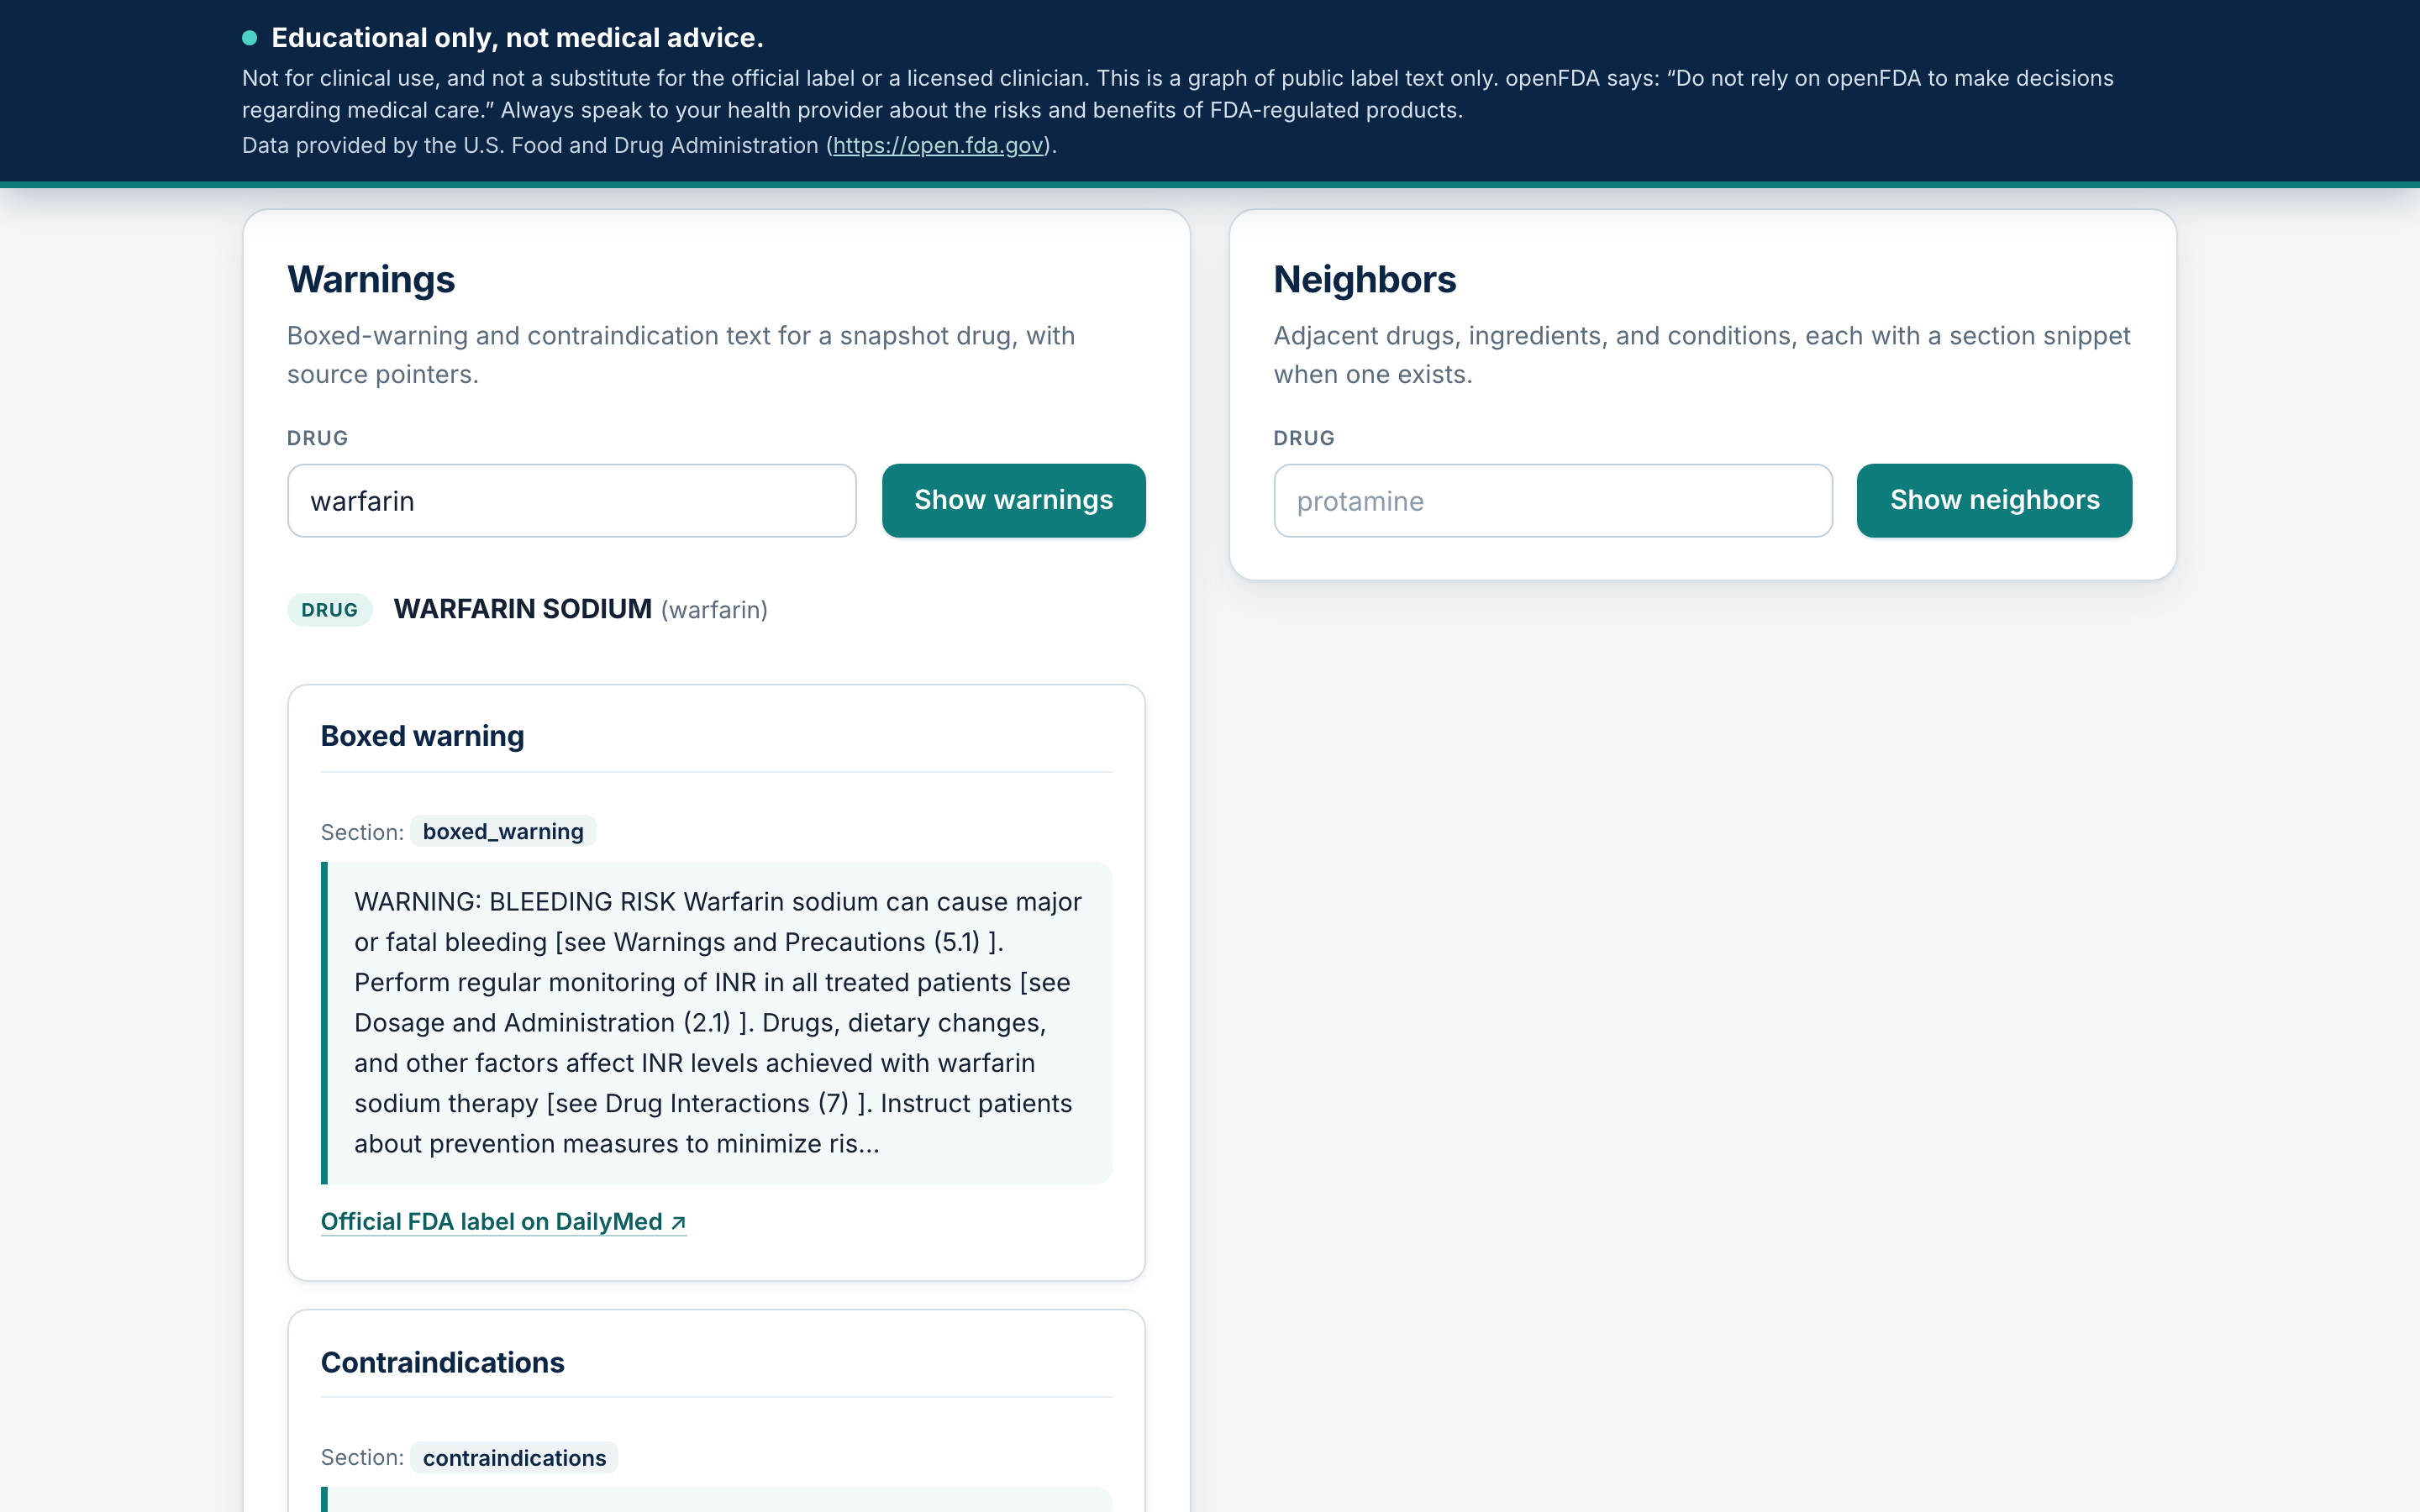 Educational only, not medical advice.
Not for clinical use, and not a substitute for the official label or a licensed clinician. This is a graph of public label text only. openFDA says: “Do not rely on openFDA to make decisions
regarding medical care.” Always speak to your health provider about the risks and benefits of FDA-regulated products.
Data provided by the U.S. Food and Drug Administration (https://open.fda.gov).
Warnings
Boxed-warning and contraindication text for a snapshot drug, with
source pointers.
DRUG
warfarin
Show warnings
DRUG WARFARIN SODIUM (warfarin)
Boxed warning
Section: boxed_warning
WARNING: BLEEDING RISK Warfarin sodium can cause major
or fatal bleeding [see Warnings and Precautions (5.1) ].
Perform regular monitoring of INR in all treated patients [see
Dosage and Administration (2.1) ]. Drugs, dietary changes,
and other factors affect INR levels achieved with warfarin
sodium therapy [see Drug Interactions (7) ]. Instruct patients
about prevention measures to minimize ris...
Official FDA label on DailyMed ↗
Contraindications
Section: contraindications
Neighbors
Adjacent drugs, ingredients, and conditions, each with a section snippet
when one exists.
DRUG
protamine
Show neighbors